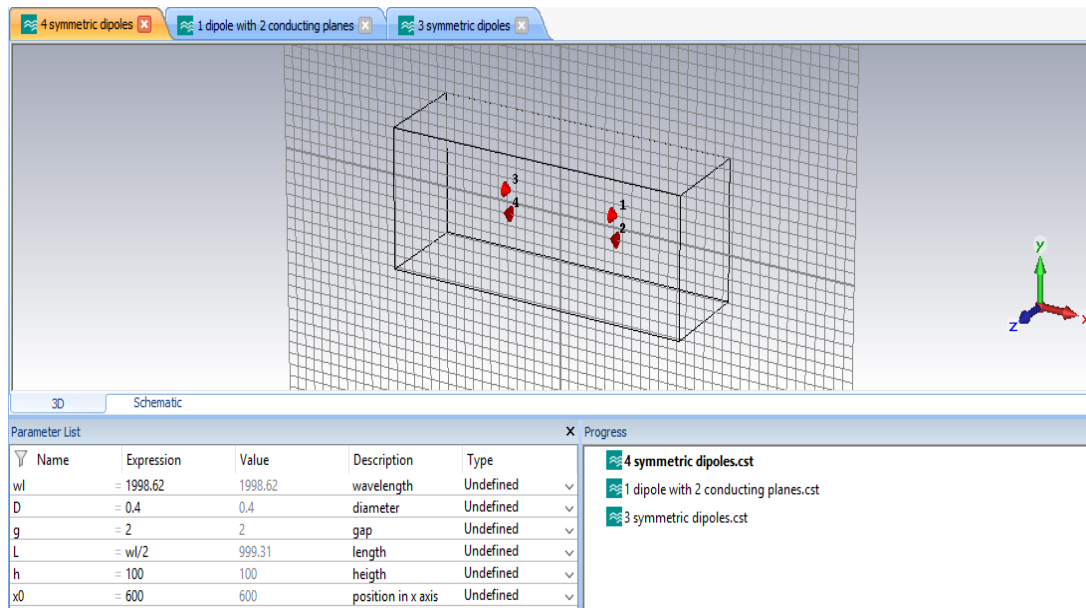 4 symmetric dipoles 1 dipole with 2 conducting planes 3 symmetric dipoles
3
4
1
2
y
x
z
3D Schematic
Parameter List X Progress
Name Expression Value Description Type
wl = 1998.62 1998.62 wavelength Undefined
D = 0.4 0.4 diameter Undefined
g = 2 2 gap Undefined
L = wl/2 999.31 length Undefined
h = 100 100 heigth Undefined
x0 = 600 600 position in x axis Undefined
4 symmetric dipoles.cst
1 dipole with 2 conducting planes.cst
3 symmetric dipoles.cst